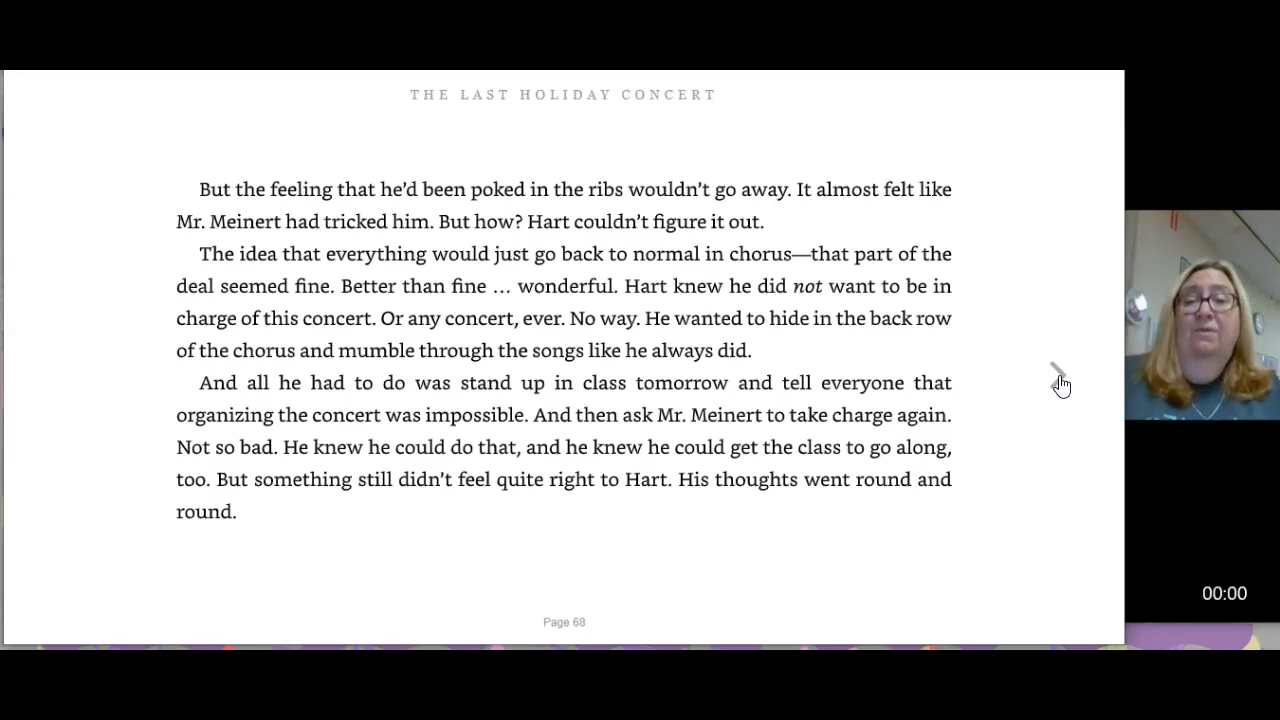 THE LAST HOLIDAY CONCERT
But the feeling that he’d been poked in the ribs wouldn’t go away. It almost felt like
Mr. Meinert had tricked him. But how? Hart couldn’t figure it out.
The idea that everything would just go back to normal in chorus—that part of the
deal seemed fine. Better than fine … wonderful. Hart knew he did not want to be in
charge of this concert. Or any concert, ever. No way. He wanted to hide in the back row
of the chorus and mumble through the songs like he always did.
And all he had to do was stand up in class tomorrow and tell everyone that
organizing the concert was impossible. And then ask Mr. Meinert to take charge again.
Not so bad. He knew he could do that, and he knew he could get the class to go along,
too. But something still didn’t feel quite right to Hart. His thoughts went round and
round.
Page 68
00:00